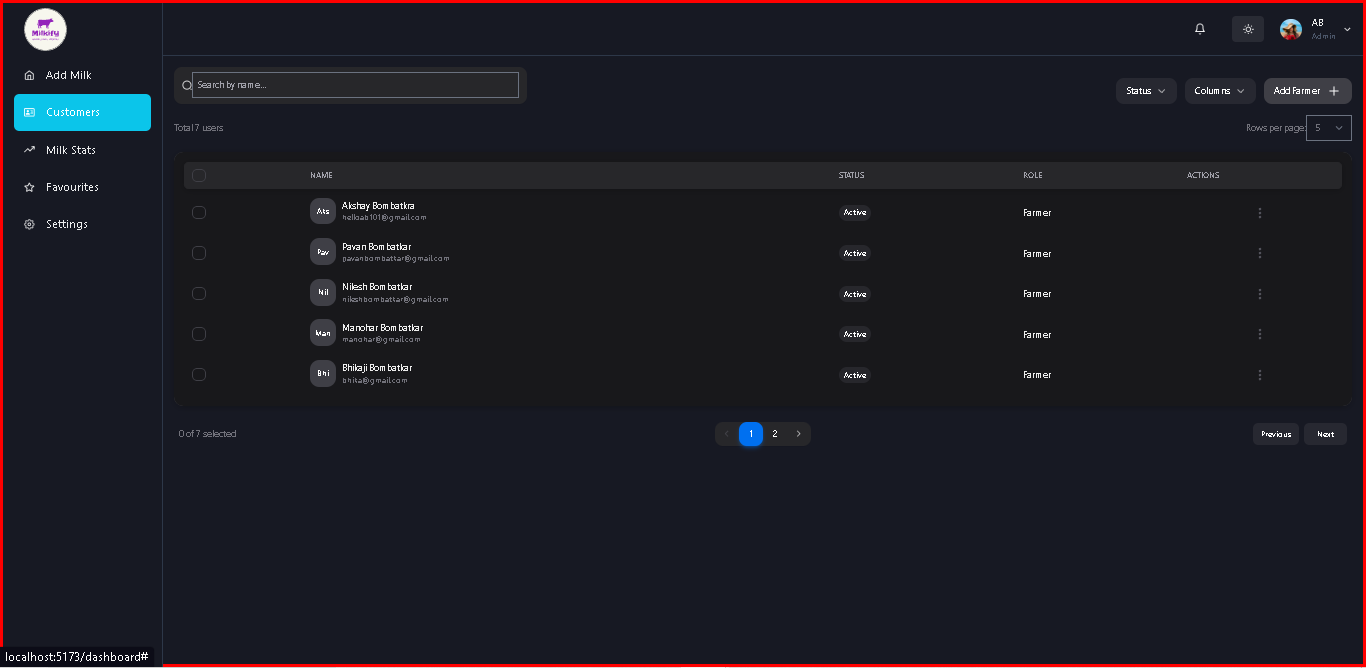 Milkify
AB
Admin
Add Milk
Customers
Milk Stats
Favourites
Settings
Search by name...
Status
Columns
Add Farmer
Total 7 users
Rows per page:
5
NAME STATUS ROLE ACTIONS
Aks Akshay Bombatkra Active Farmer
helloab101@gmail.com
Pav Pavan Bombatkar Active Farmer
pavanbombatkar@gmail.com
Nil Nilesh Bombatkar Active Farmer
nileshbombatkar@gmail.com
Man Manohar Bombatkar Active Farmer
manohar@gmail.com
Bhi Bhikaji Bombatkar Active Farmer
bhika@gmail.com
0 of 7 selected
1 2
Previous Next
localhost:5173/dashboard#